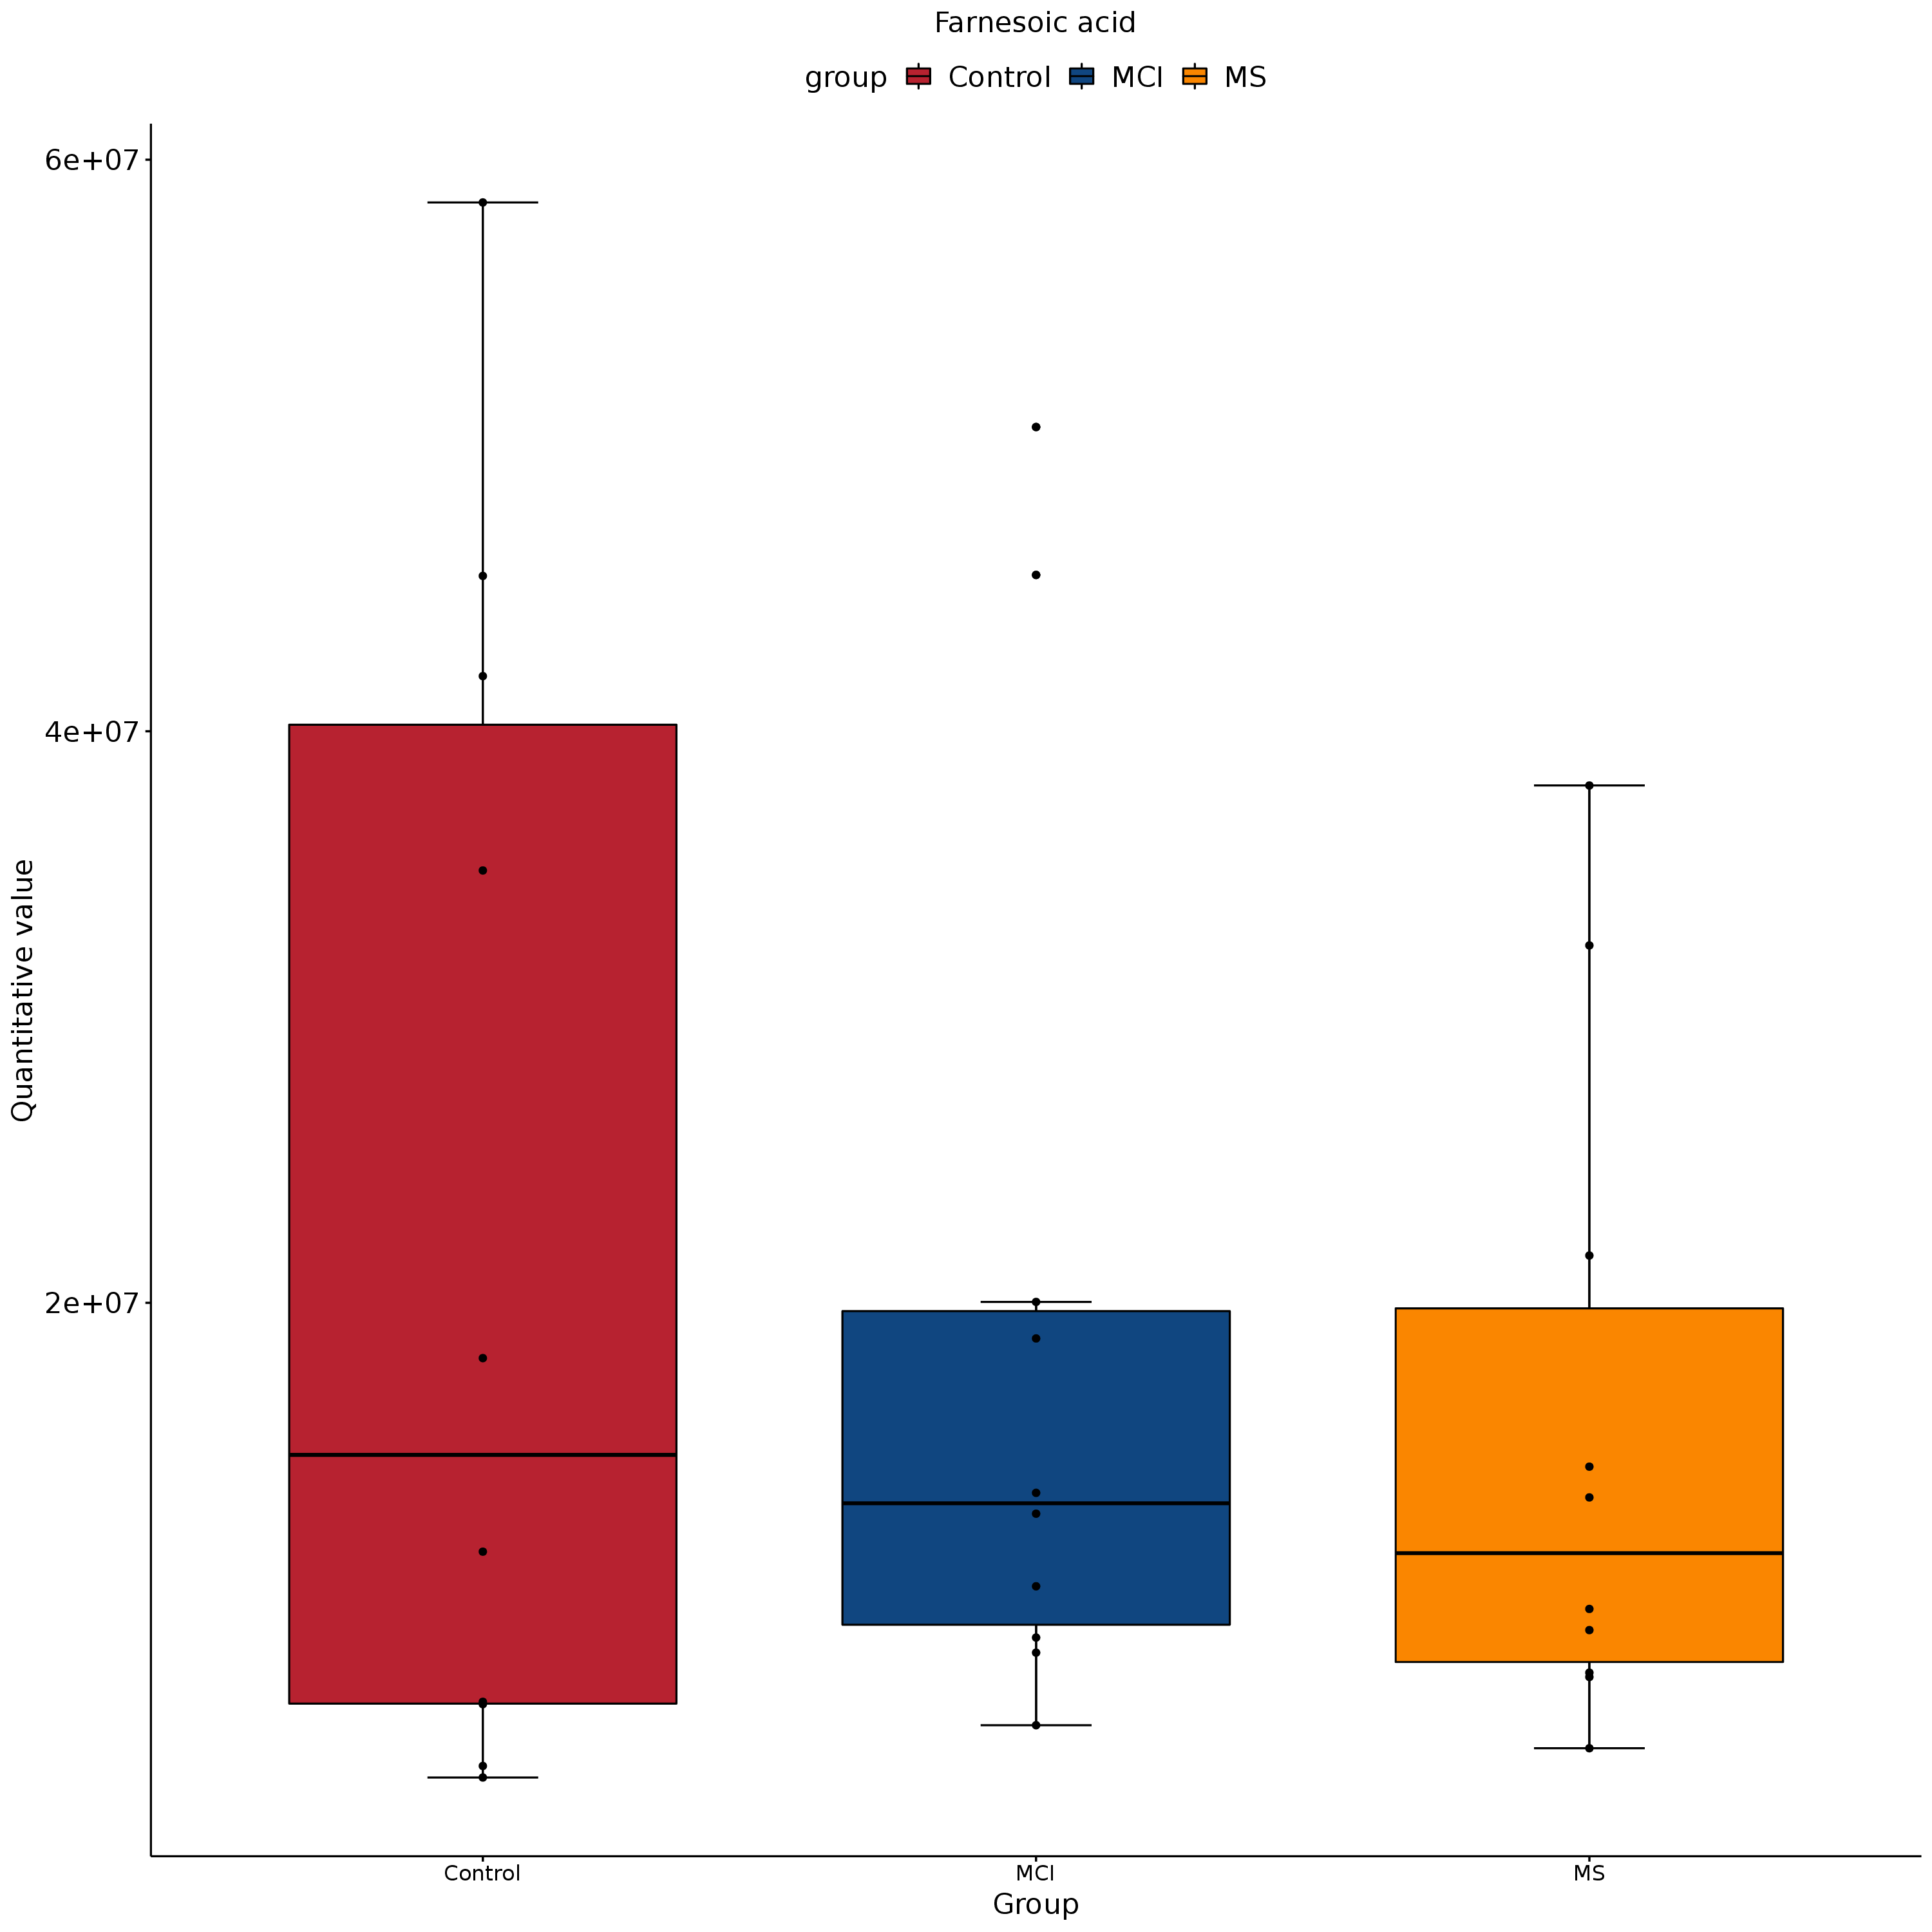 Farnesoic acid
group Control MCI MS
6e+07
4e+07
2e+07
Quantitative value
Control MCI MS
Group